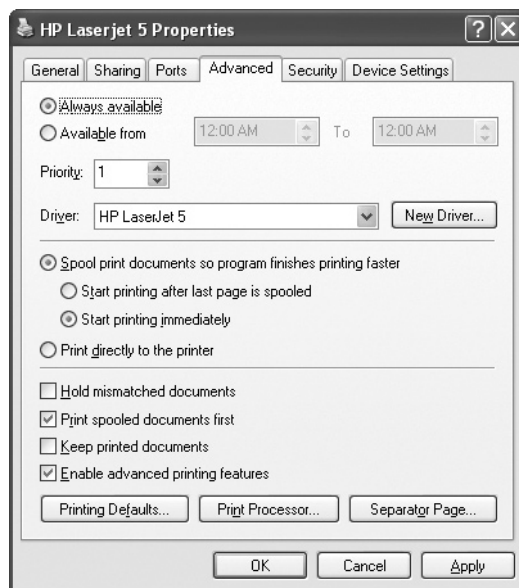 HP Laserjet 5 Properties
General Sharing Ports Advanced Security Device Settings
Always available
Available from 12:00 AM To 12:00 AM
Priority: 1
Driver: HP LaserJet 5 New Driver...
Spool print documents so program finishes printing faster
Start printing after last page is spooled
Start printing immediately
Print directly to the printer
Hold mismatched documents
Print spooled documents first
Keep printed documents
Enable advanced printing features
Printing Defaults... Print Processor... Separator Page...
OK Cancel Apply